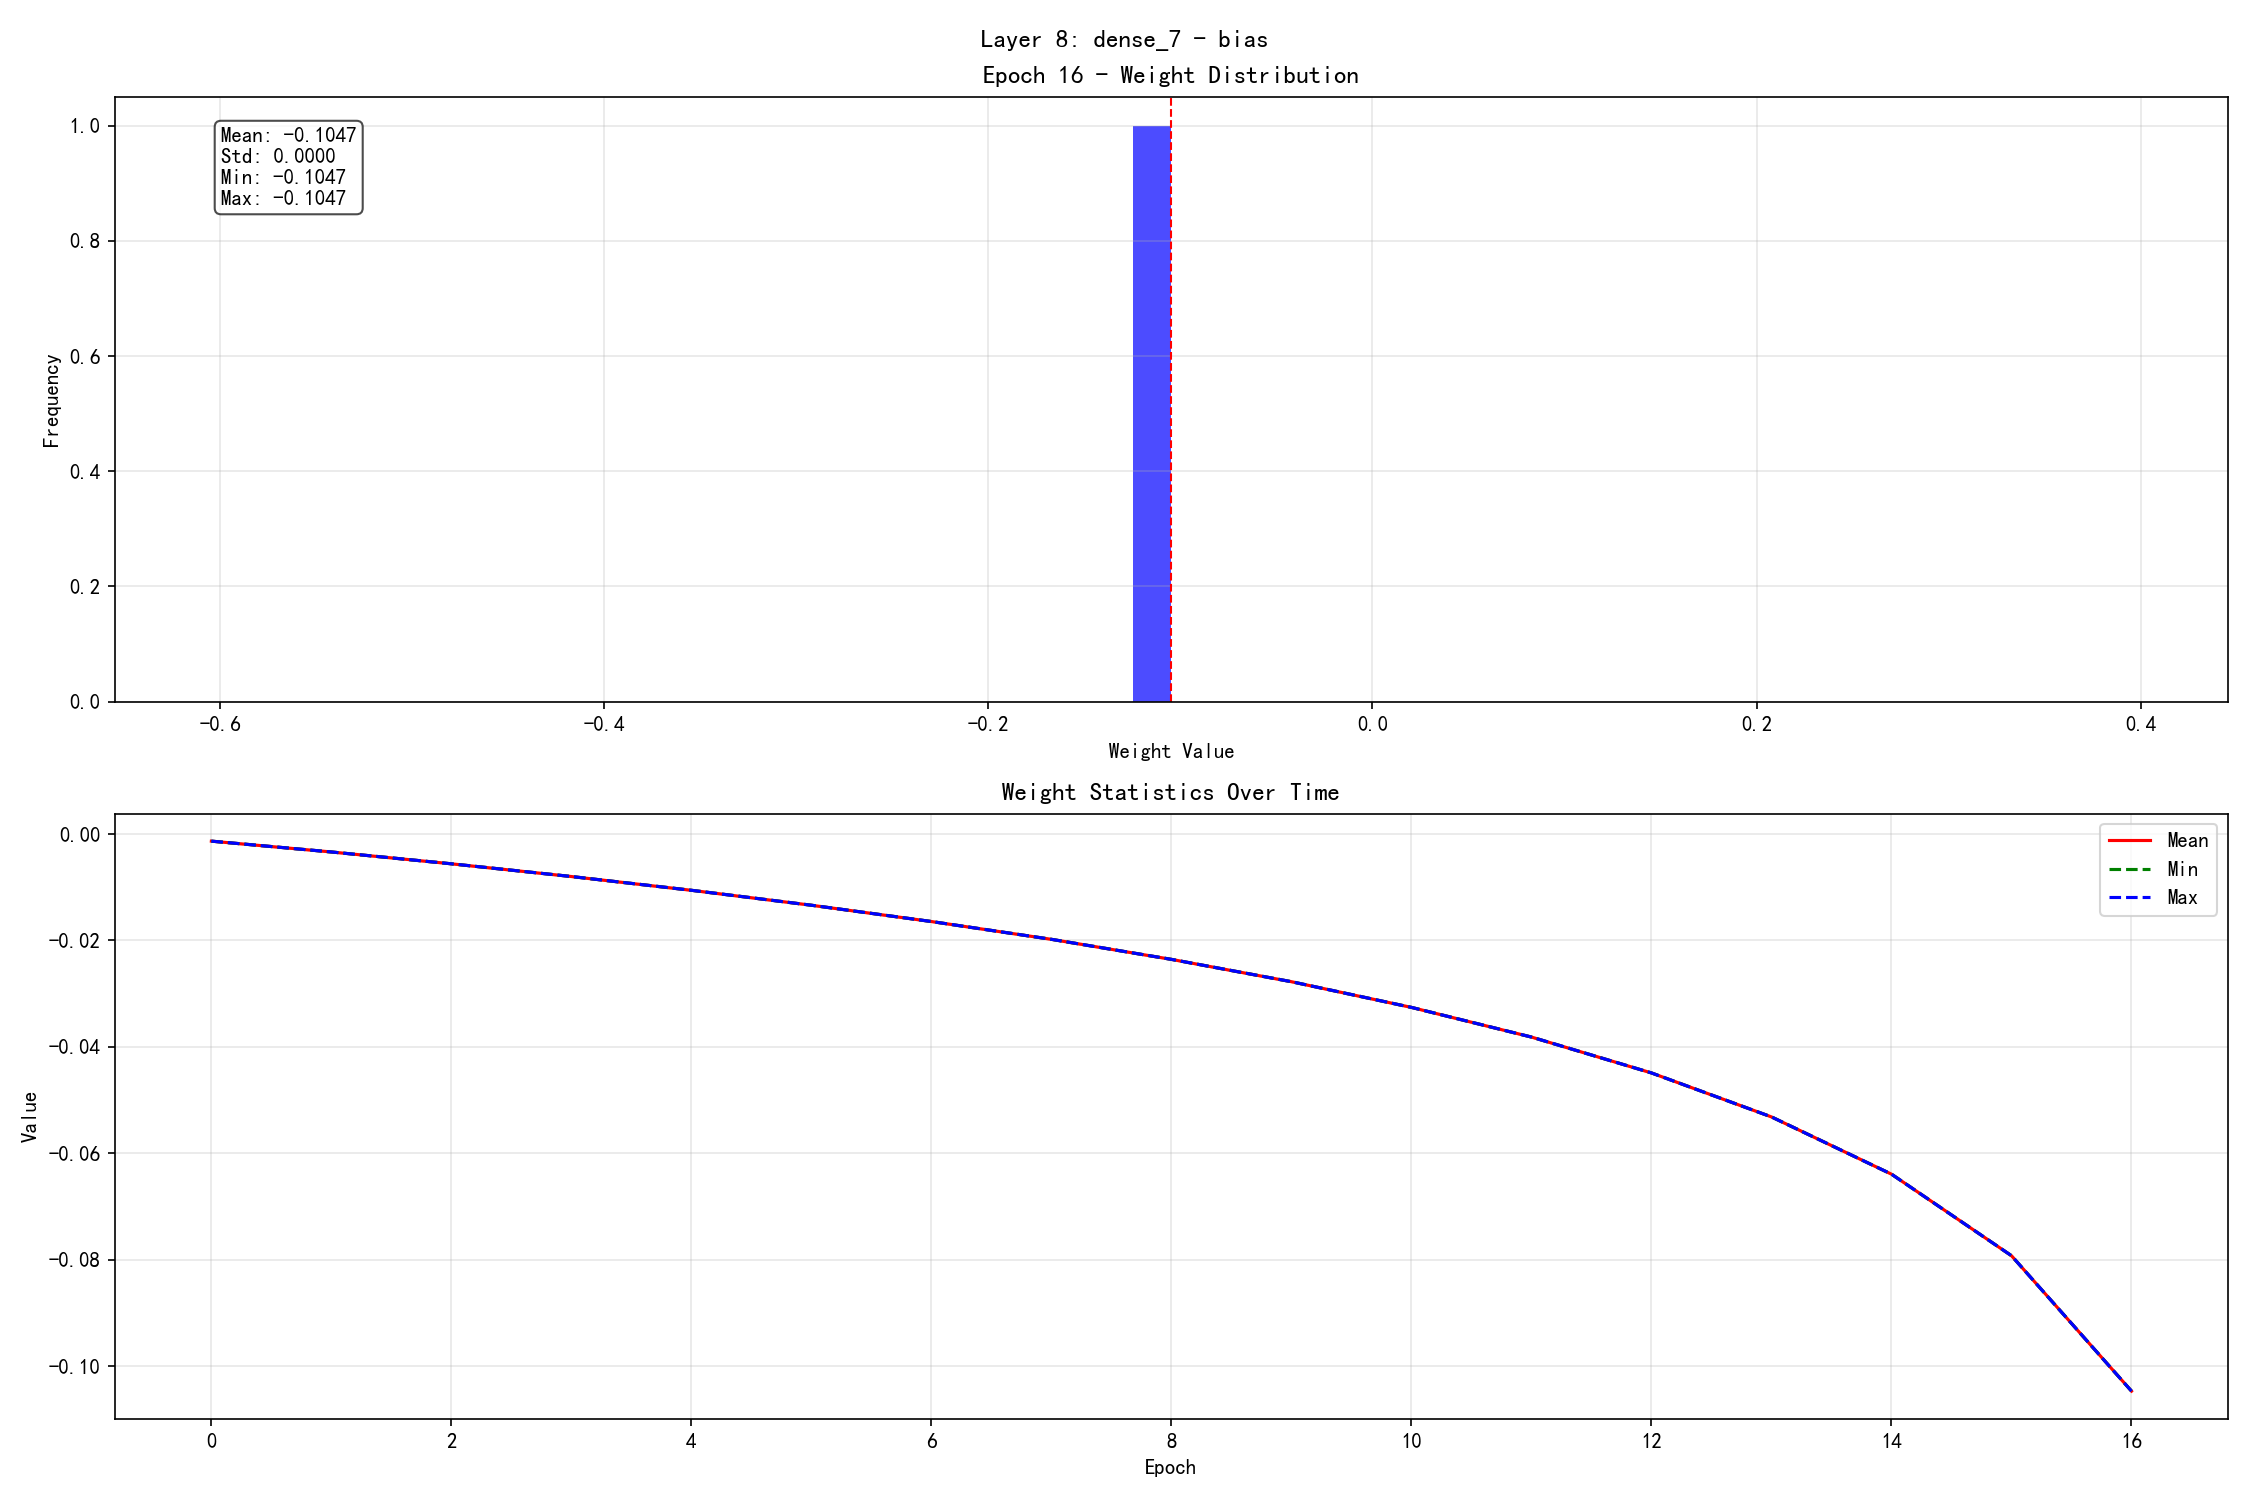 Layer 8: dense_7 - bias
Epoch 16 - Weight Distribution
Mean: -0.1047
Std: 0.0000
Min: -0.1047
Max: -0.1047
Frequency
1.0
0.8
0.6
0.4
0.2
0.0
-0.6 -0.4 -0.2 0.0 0.2 0.4
Weight Value
Weight Statistics Over Time
Mean
Min
Max
Value
0.00
-0.02
-0.04
-0.06
-0.08
-0.10
0 2 4 6 8 10 12 14 16
Epoch